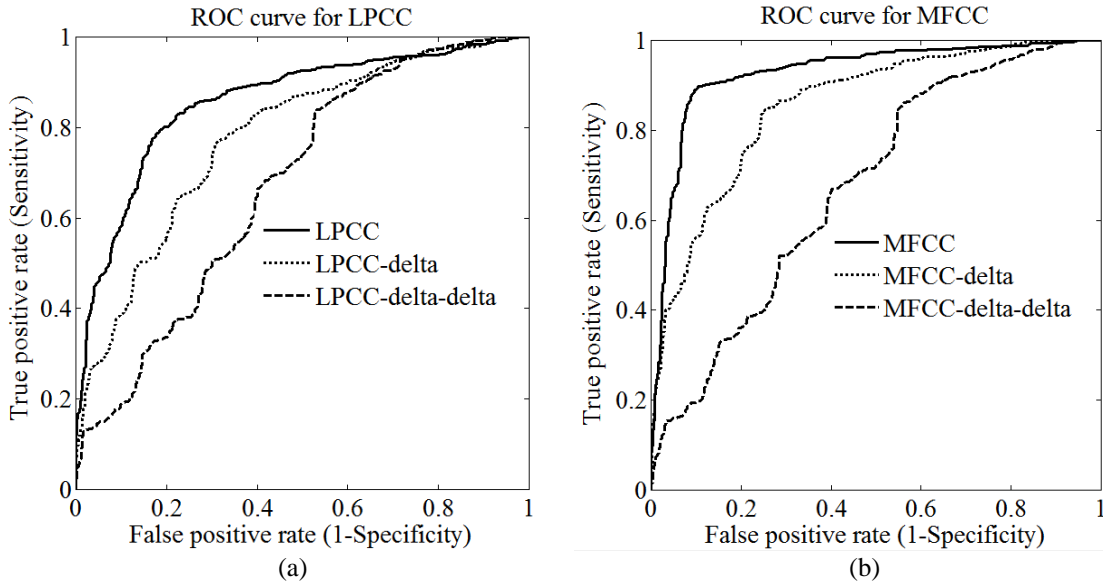 ROC curve for LPCC
True positive rate (Sensitivity)
1
0.8
0.6
0.4
0.2
0
LPCC
LPCC-delta
LPCC-delta-delta
0
0.2
0.4
0.6
0.8
1
False positive rate (1-Specificity)
(a)
ROC curve for MFCC
True positive rate (Sensitivity)
1
0.8
0.6
0.4
0.2
0
MFCC
MFCC-delta
MFCC-delta-delta
0
0.2
0.4
0.6
0.8
1
False positive rate (1-Specificity)
(b)